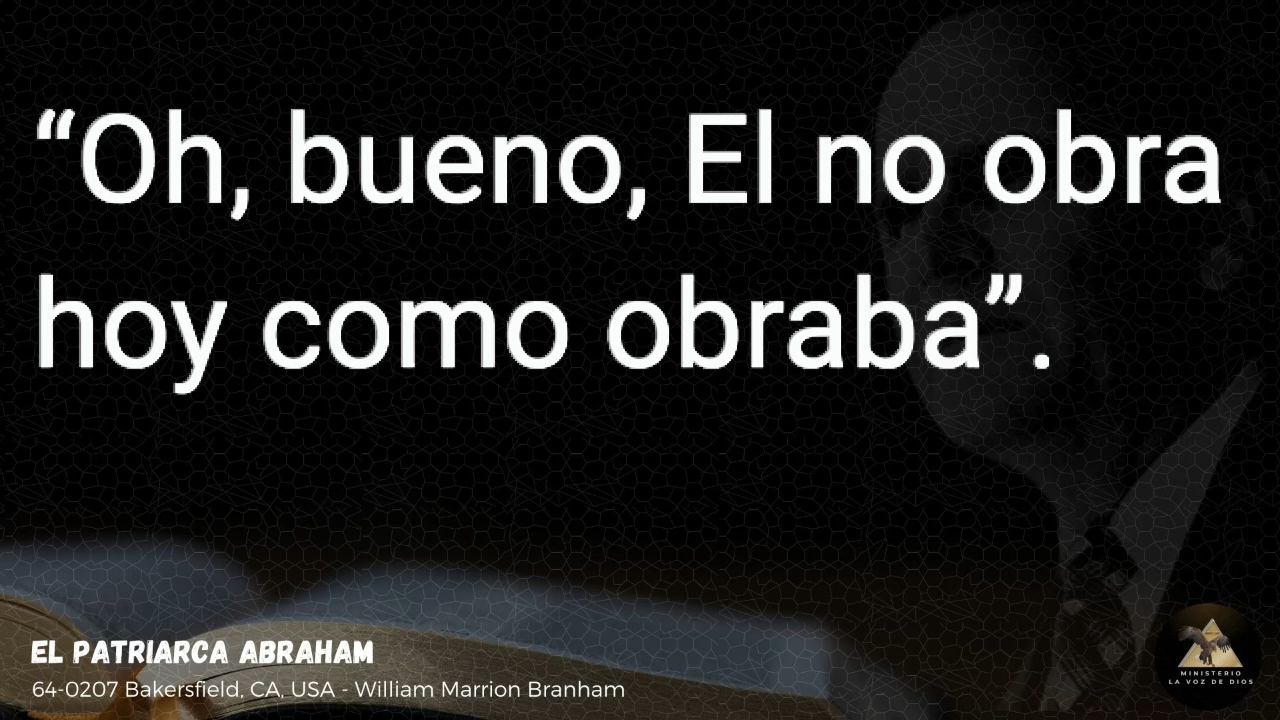 “Oh, bueno, El no obra
hoy como obraba”.
EL PATRIARCA ABRAHAM
64-0207 Bakersfield, CA, USA - William Marrion Branham
MINISTERIO
LA VOZ DE DIOS